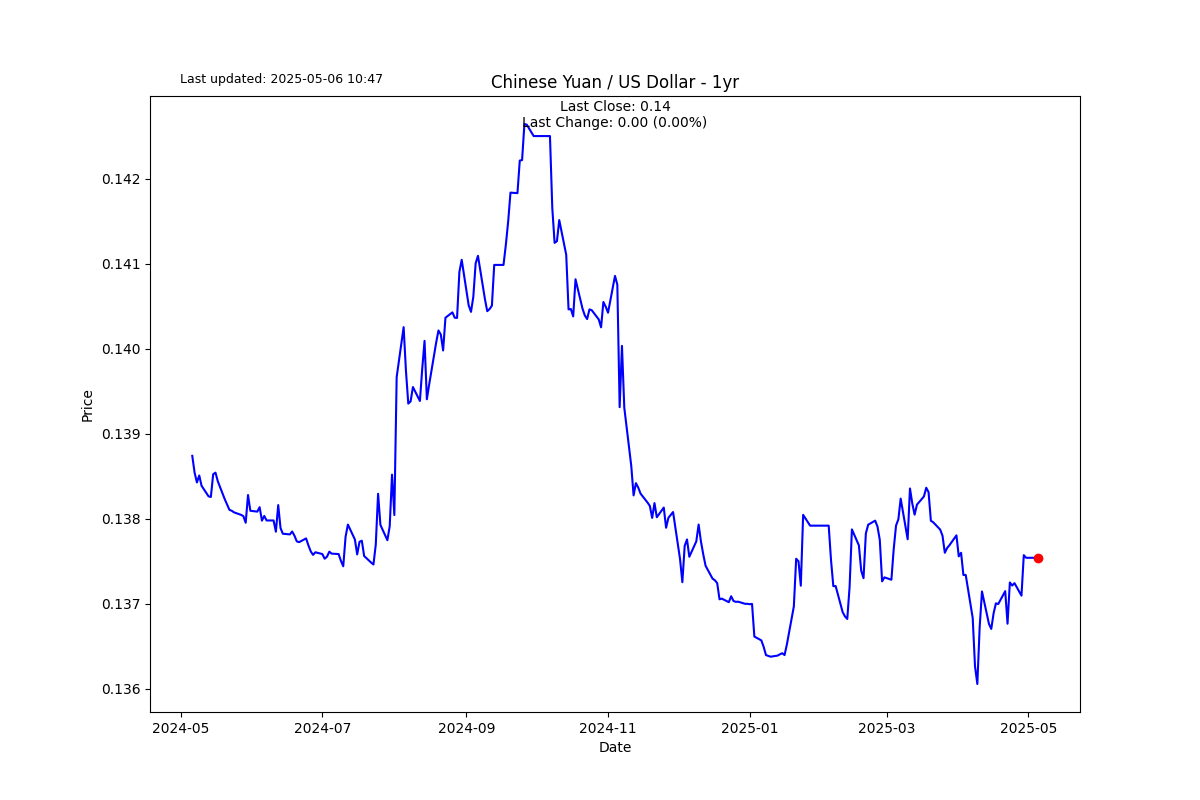 Last updated: 2025-05-06 10:47
Chinese Yuan / US Dollar - 1yr
Last Close: 0.14
Last Change: 0.00 (0.00%)
0.142
0.141
0.140
0.139
0.138
0.137
0.136
Price
2024-05 2024-07 2024-09 2024-11 2025-01 2025-03 2025-05
Date